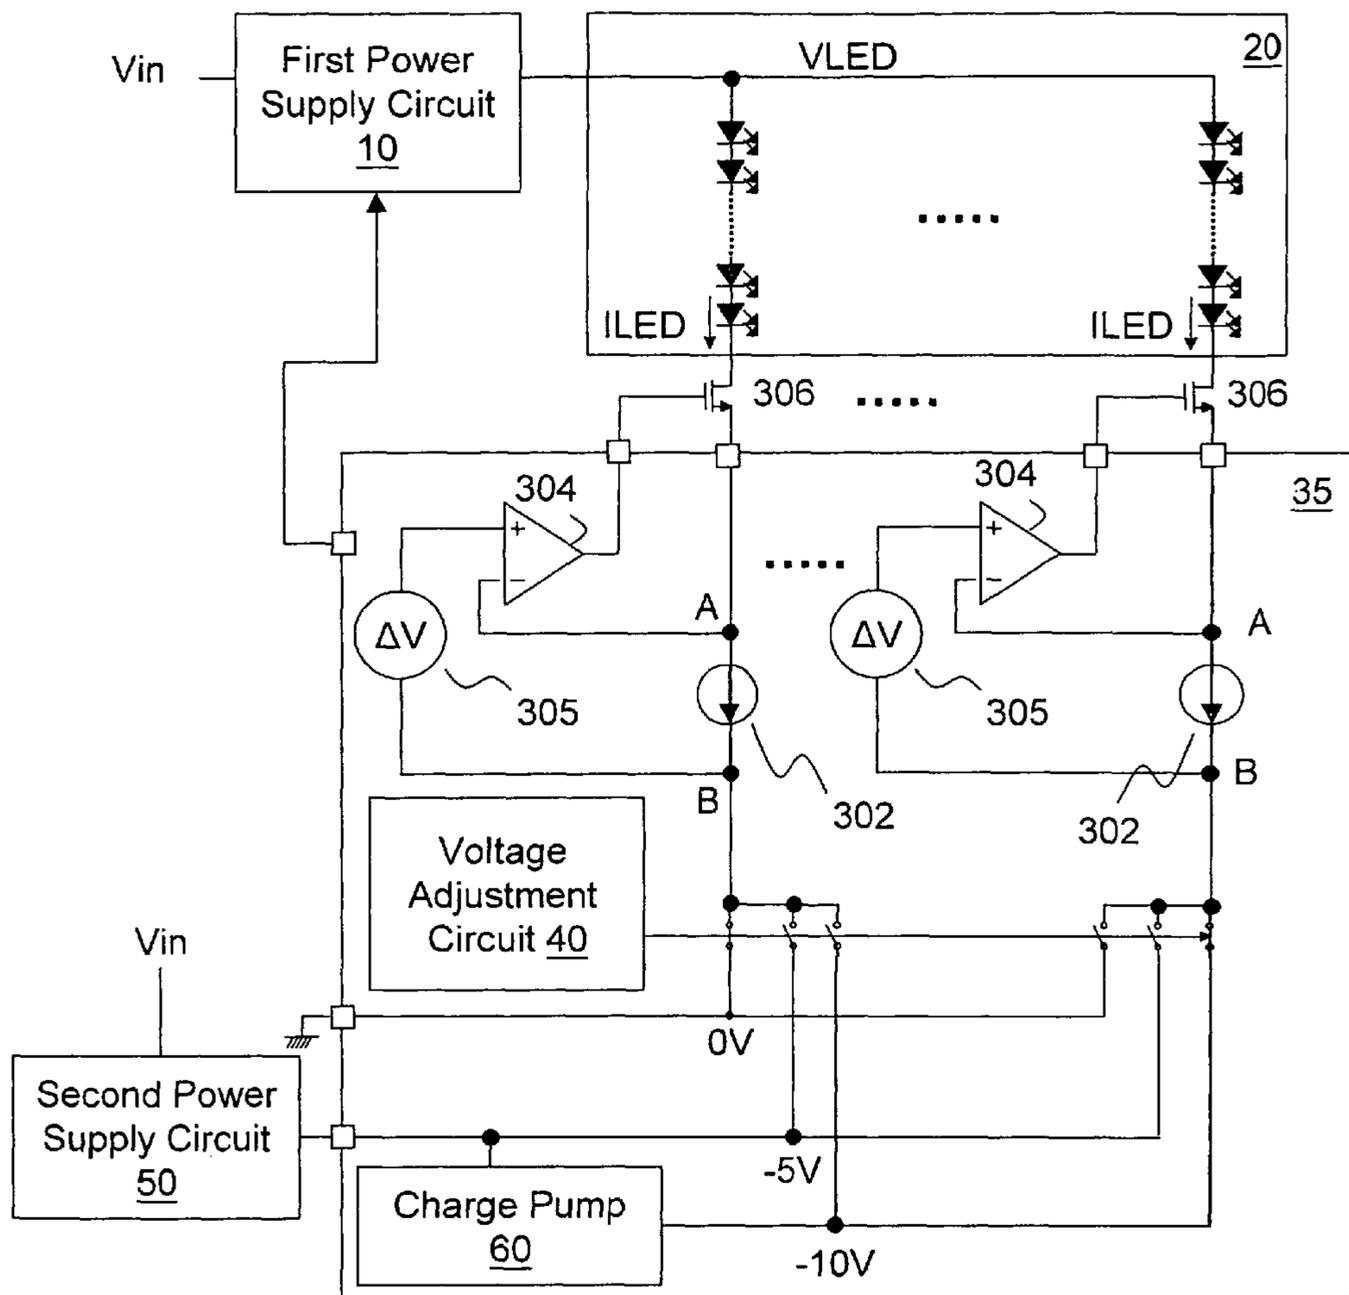 Vin
First Power
Supply Circuit
10
VLED
20
ILED
ILED
306
306
304
304
35
+
+
−
−
A
A
ΔV
ΔV
305
305
B
B
302
302
Voltage
Adjustment
Circuit 40
Vin
0V
Second Power
Supply Circuit
50
-5V
Charge Pump
60
-10V